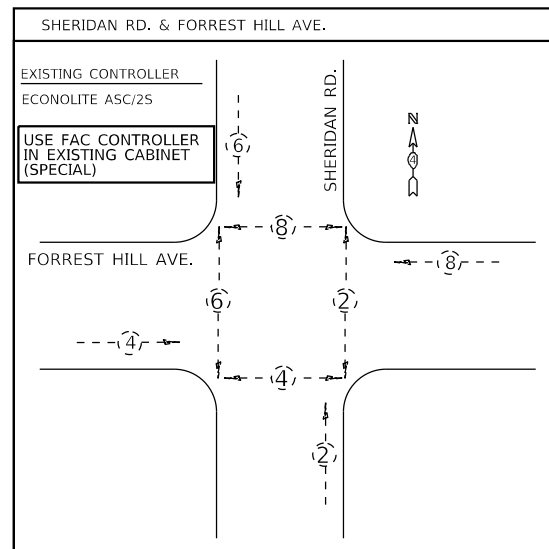 SHERIDAN RD. & FORREST HILL AVE.
EXISTING CONTROLLER
ECONOLITE ASC/2S
USE FAC CONTROLLER
IN EXISTING CABINET
(SPECIAL)
SHERIDAN RD.
N
4
6
8
FORREST HILL AVE.
8
6
2
4
4
2